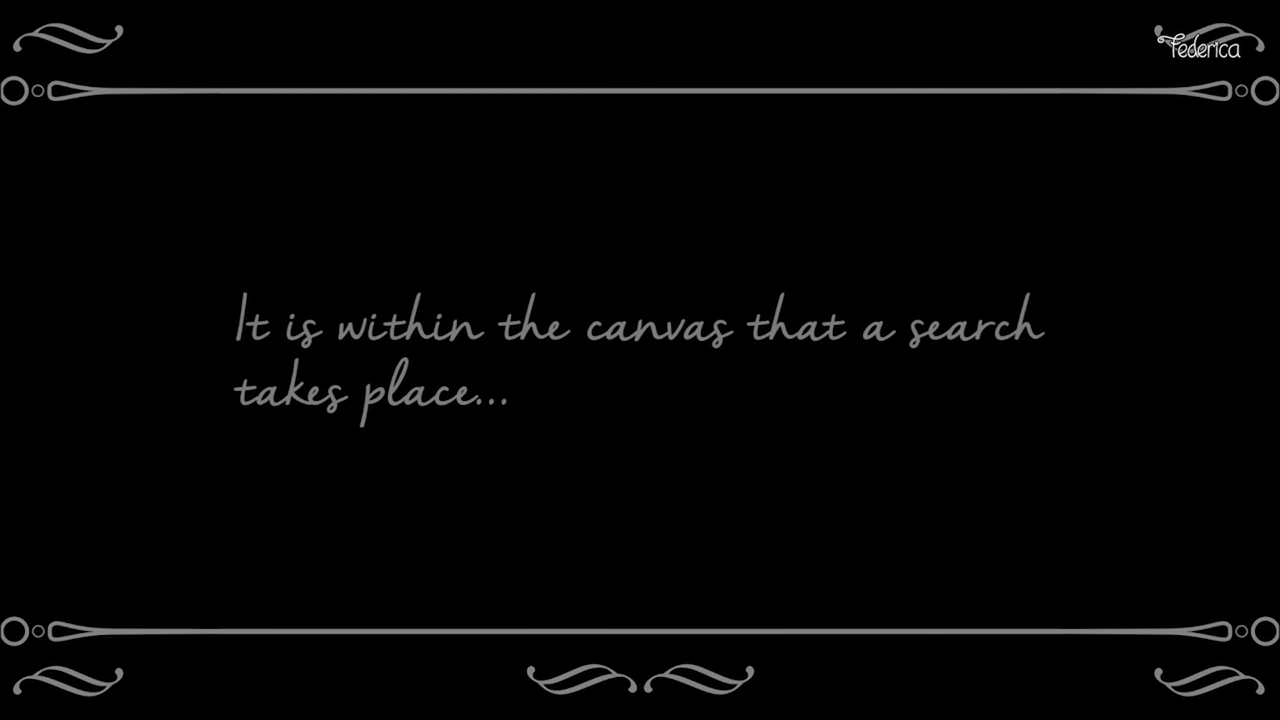 Federica
It is within the canvas that a search
takes place...